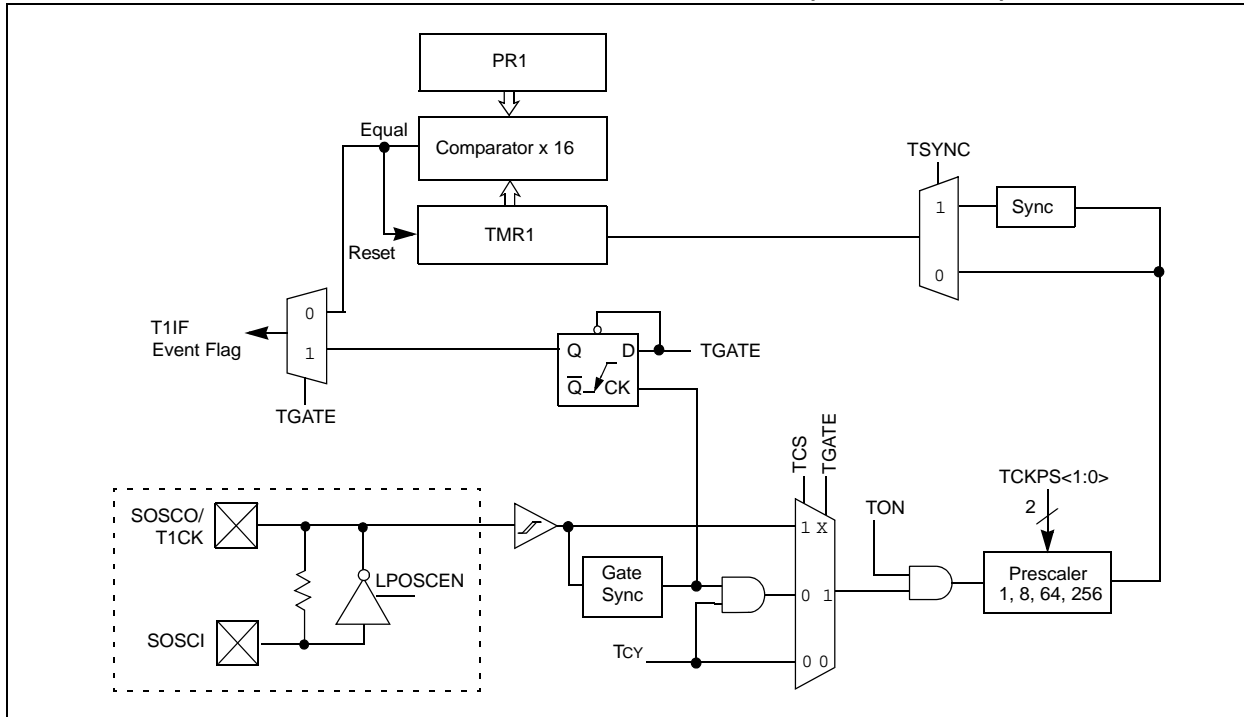 PR1
Equal
Comparator x 16
TSYNC
1
Sync
Reset
TMR1
0
0
T1IF
Event Flag
1
Q
D
TGATE
Q̅
CK
TGATE
TCS
TGATE
TCKPS<1:0>
SOSCO/
T1CK
1 X
TON
2
LPOSCEN
Gate
Sync
0 1
Prescaler
1, 8, 64, 256
SOSCI
TCY
0 0